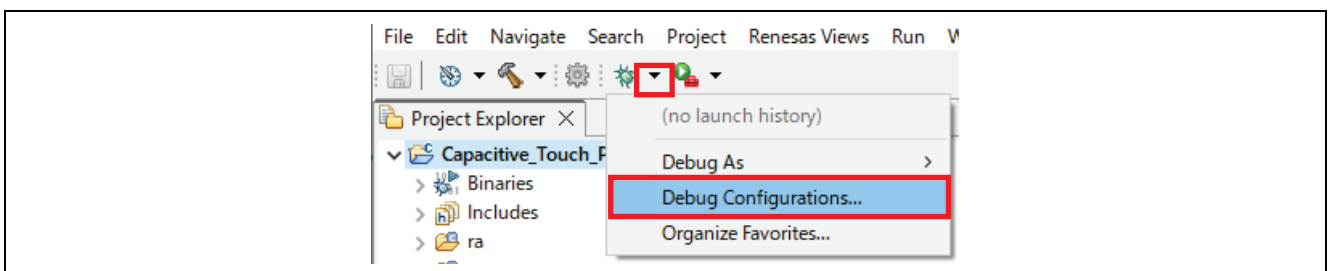 File Edit Navigate Search Project Renesas Views Run
Project Explorer
(no launch history)
Capacitive_Touch_P
Debug As
Binaries
Debug Configurations...
Includes
Organize Favorites...
ra